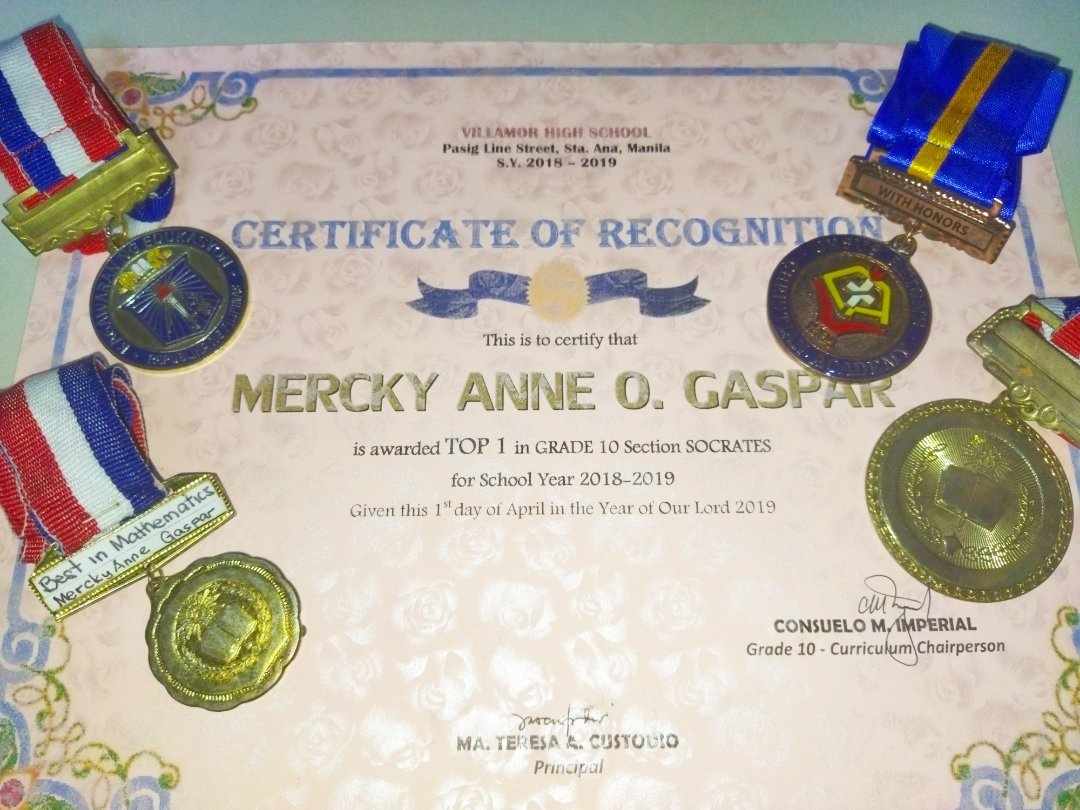 VILLAMOR HIGH SCHOOL
Pasig Line Street, Sta. Ana, Manila
S.Y. 2018 – 2019
CERTIFICATE OF RECOGNITION
This is to certify that
MERCKY ANNE O. GASPAR
is awarded TOP 1 in GRADE 10 Section SOCRATES
for School Year 2018-2019
Given this 1st day of April in the Year of Our Lord 2019
CONSUELO M. IMPERIAL
Grade 10 - Curriculum Chairperson
MA. TERESA A. CUSTODIO
Principal
WITH HONORS
Best in Mathematics
Mercky Anne Gaspar